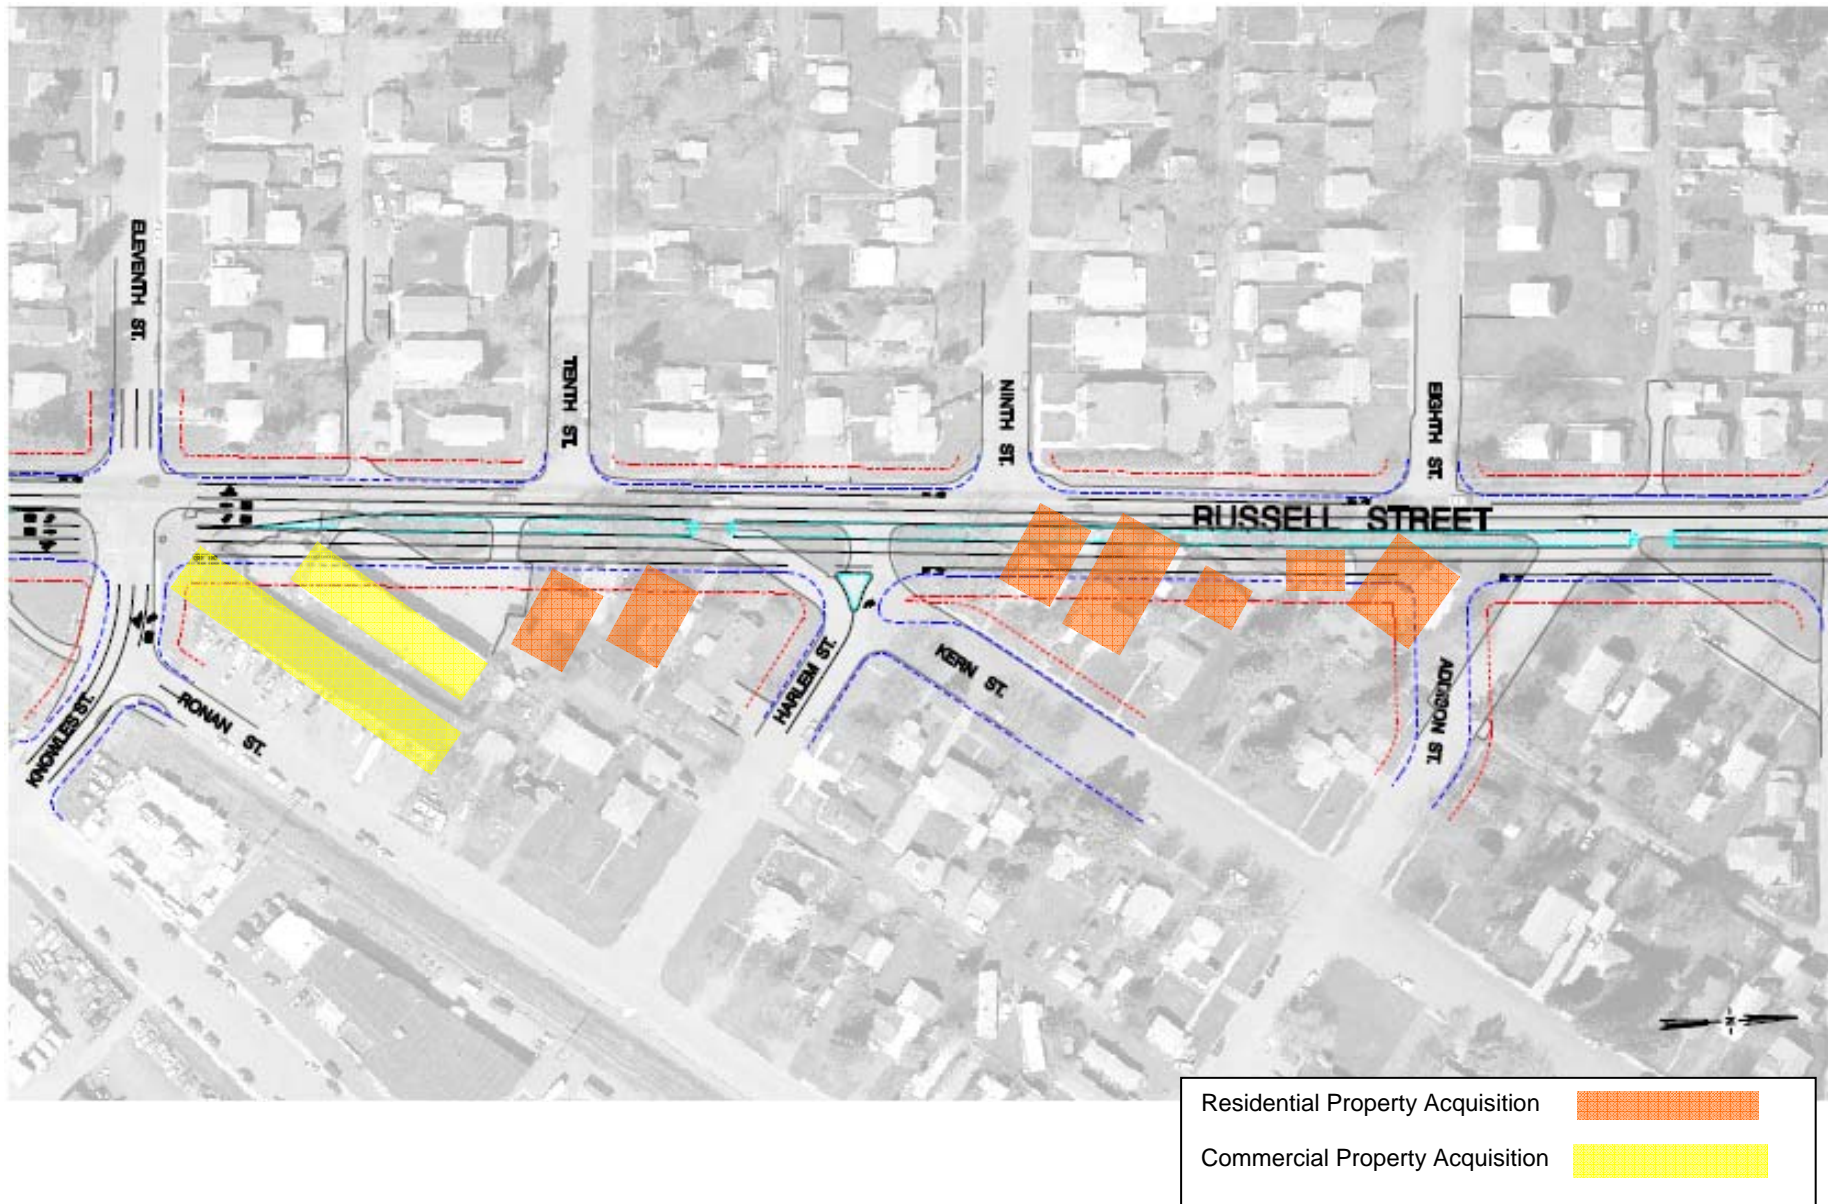 ELEVENTH ST.
TENTH ST.
NINTH ST.
EIGHTH ST.
RUSSELL STREET
KNOWLES ST.
RONAN ST.
HARLEM ST.
KERN ST.
ADDISON ST.
N
Residential Property Acquisition
Commercial Property Acquisition